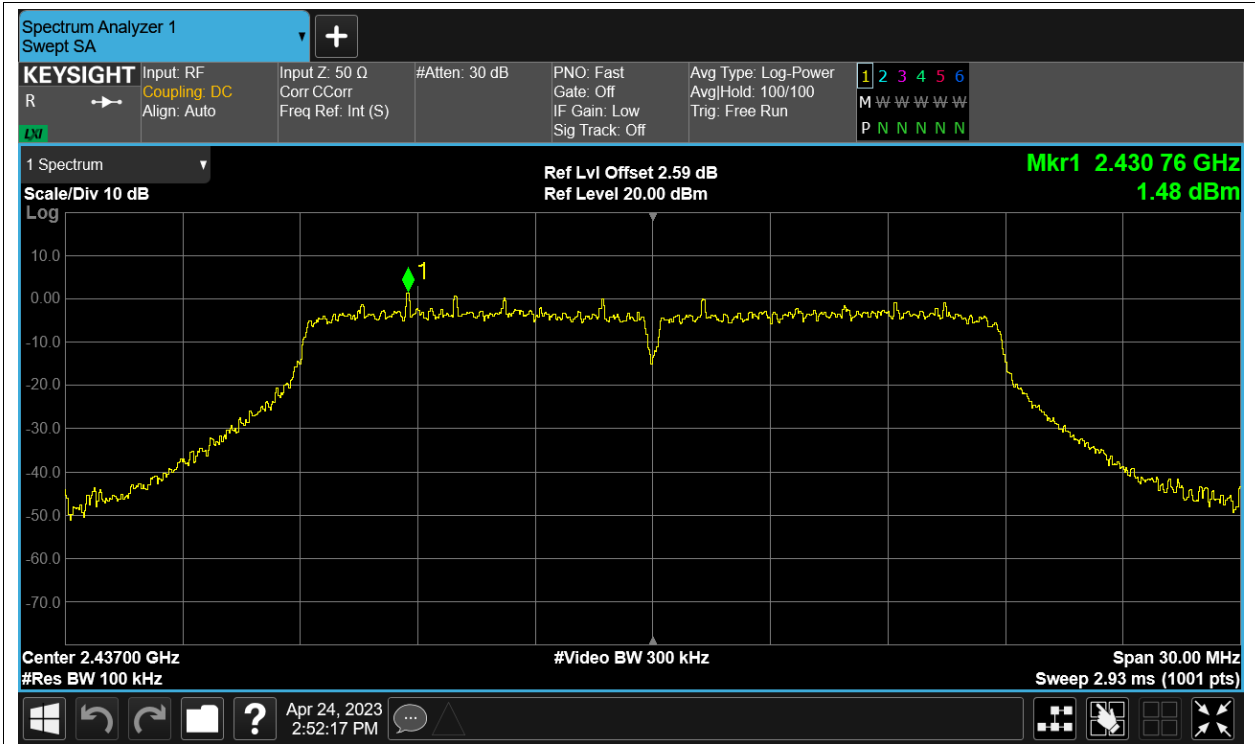 Spectrum Analyzer 1
Swept SA
KEYSIGHT
R
LXI
Input: RF
Coupling: DC
Align: Auto
Input Z: 50 Ω
Corr CCorr
Freq Ref: Int (S)
#Atten: 30 dB
PNO: Fast
Gate: Off
IF Gain: Low
Sig Track: Off
Avg Type: Log-Power
Avg|Hold: 100/100
Trig: Free Run
1 2 3 4 5 6
M W W W W W
P N N N N N
1 Spectrum
Scale/Div 10 dB
Ref Lvl Offset 2.59 dB
Ref Level 20.00 dBm
Mkr1 2.430 76 GHz
1.48 dBm
Log
10.0
0.00
-10.0
-20.0
-30.0
-40.0
-50.0
-60.0
-70.0
1
Center 2.43700 GHz
#Res BW 100 kHz
#Video BW 300 kHz
Span 30.00 MHz
Sweep 2.93 ms (1001 pts)
?
Apr 24, 2023
2:52:17 PM